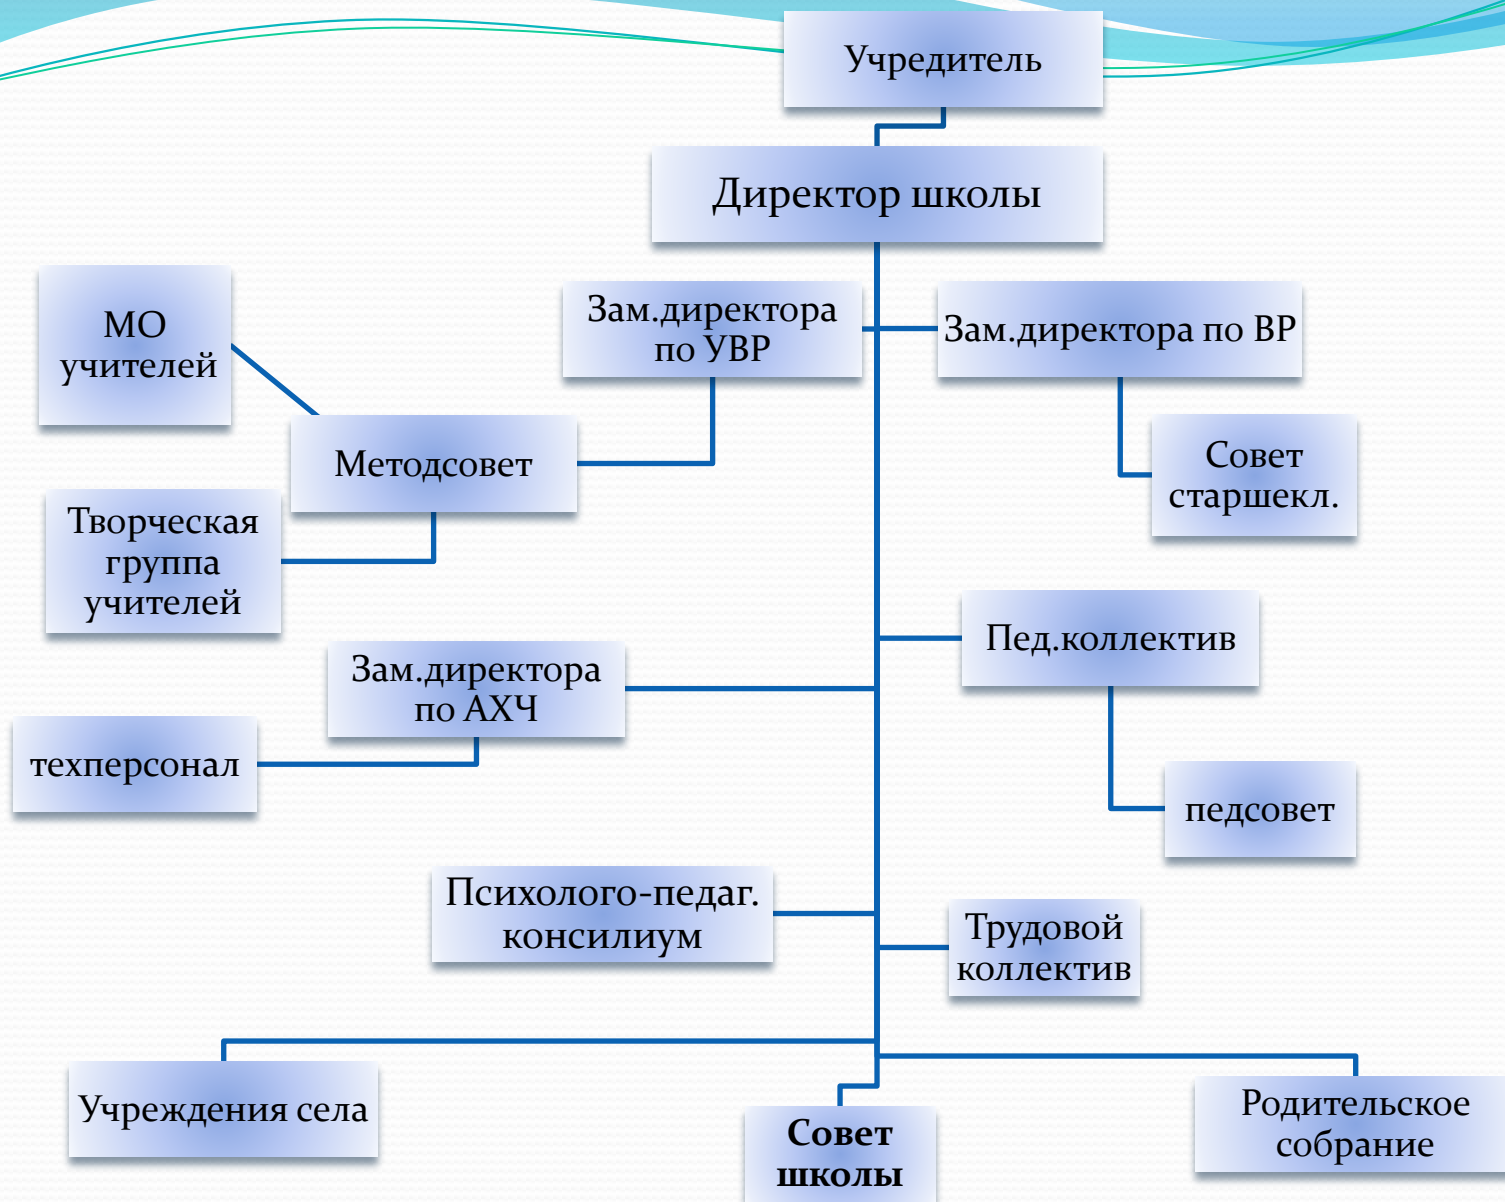 Учредитель
Директор школы
МО
учителей
Зам.директора
по УВР
Зам.директора по ВР
Методсовет
Совет
старшекл.
Творческая
группа
учителей
Пед.коллектив
Зам.директора
по АХЧ
техперсонал
педсовет
Психолого-педаг.
консилиум
Трудовой
коллектив
Учреждения села
Совет
школы
Родительское
собрание